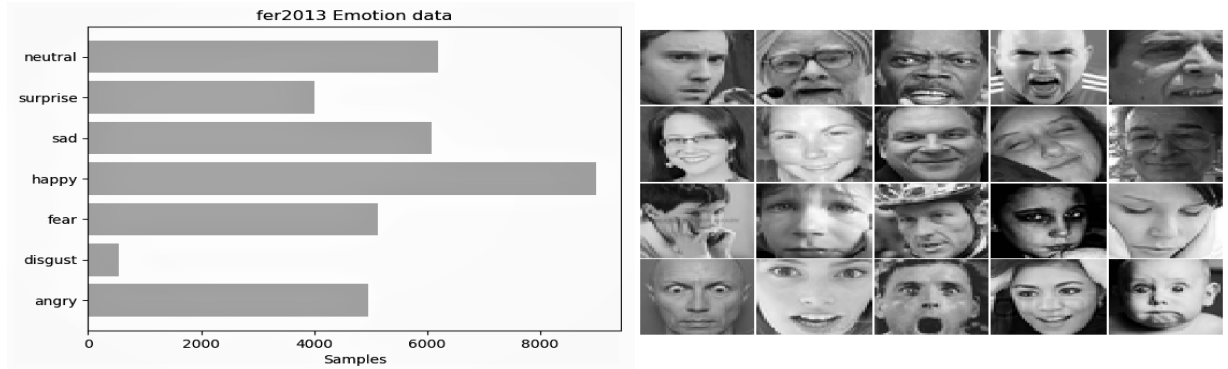 fer2013 Emotion data
neutral
surprise
sad
happy
fear
disgust
angry
0 2000 4000 6000 8000
Samples